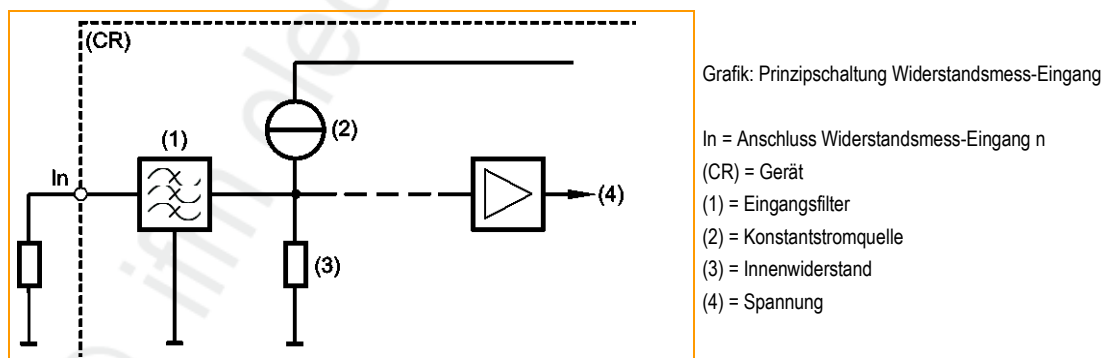 (CR)
(2)
(1)
In
(4)
(3)
Grafik: Prinzipschaltung Widerstandsmess-Eingang
In = Anschluss Widerstandsmess-Eingang n
(CR) = Gerät
(1) = Eingangsfilter
(2) = Konstantstromquelle
(3) = Innenwiderstand
(4) = Spannung